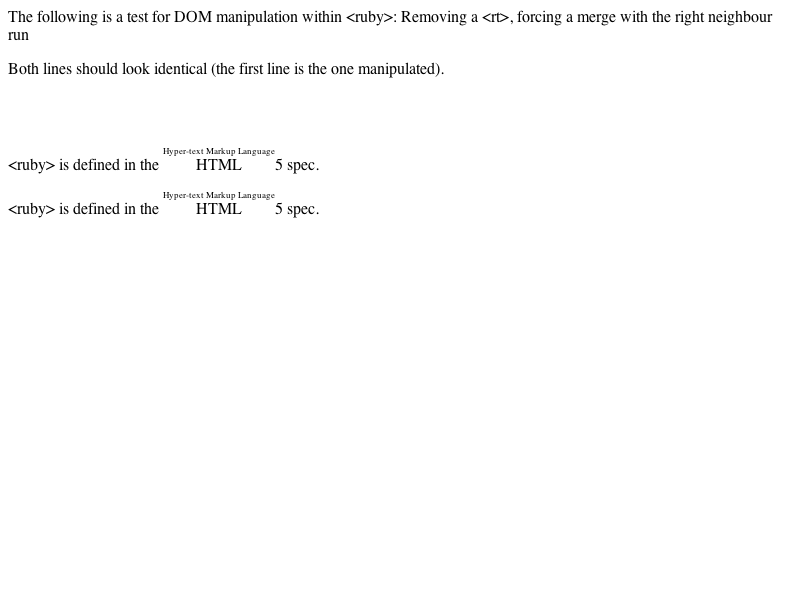 The following is a test for DOM manipulation within <ruby>: Removing a <rt>, forcing a merge with the right neighbour
run
Both lines should look identical (the first line is the one manipulated).
Hyper-text Markup Language
<ruby> is defined in the HTML 5 spec.
Hyper-text Markup Language
<ruby> is defined in the HTML 5 spec.